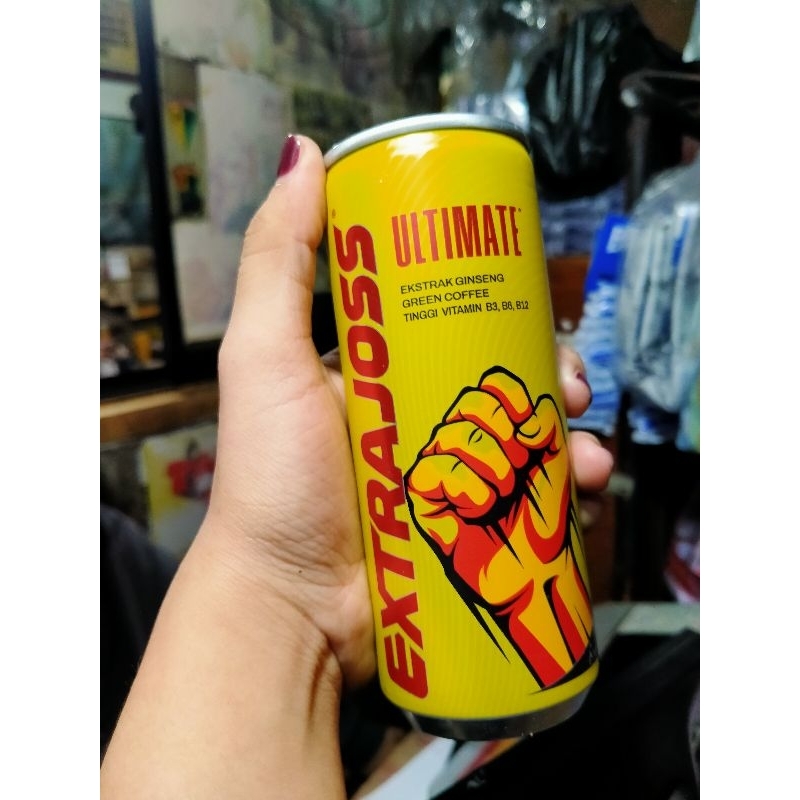 EXTRAJOSS
ULTIMATE
EKSTRAK GINSENG
GREEN COFFEE
TINGGI VITAMIN B3, B6, B12